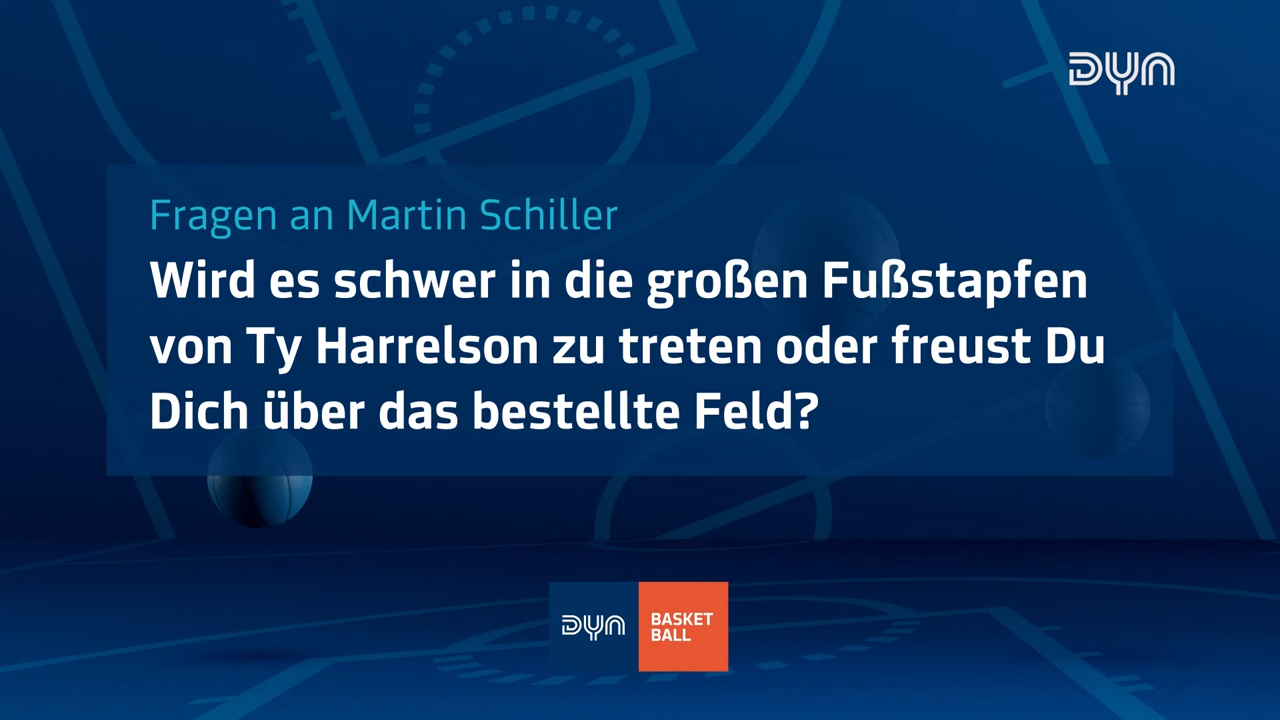 DYN
Fragen an Martin Schiller
Wird es schwer in die großen Fußstapfen
von Ty Harrelson zu treten oder freust Du
Dich über das bestellte Feld?
DYN BASKET
BALL